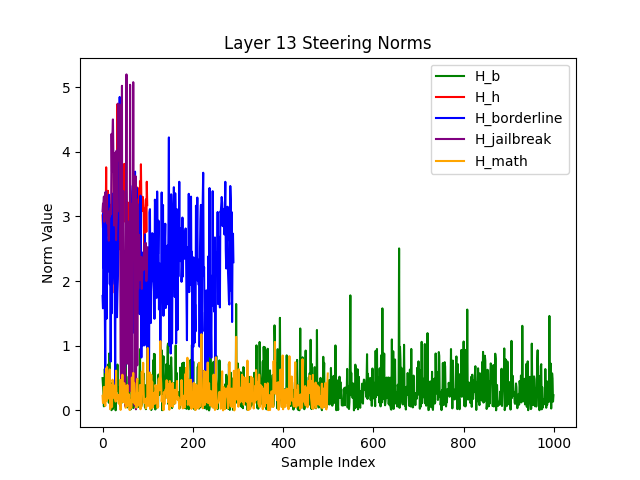 Layer 13 Steering Norms
H_b
H_h
H_borderline
H_jailbreak
H_math
Norm Value
5
4
3
2
1
0
0 200 400 600 800 1000
Sample Index